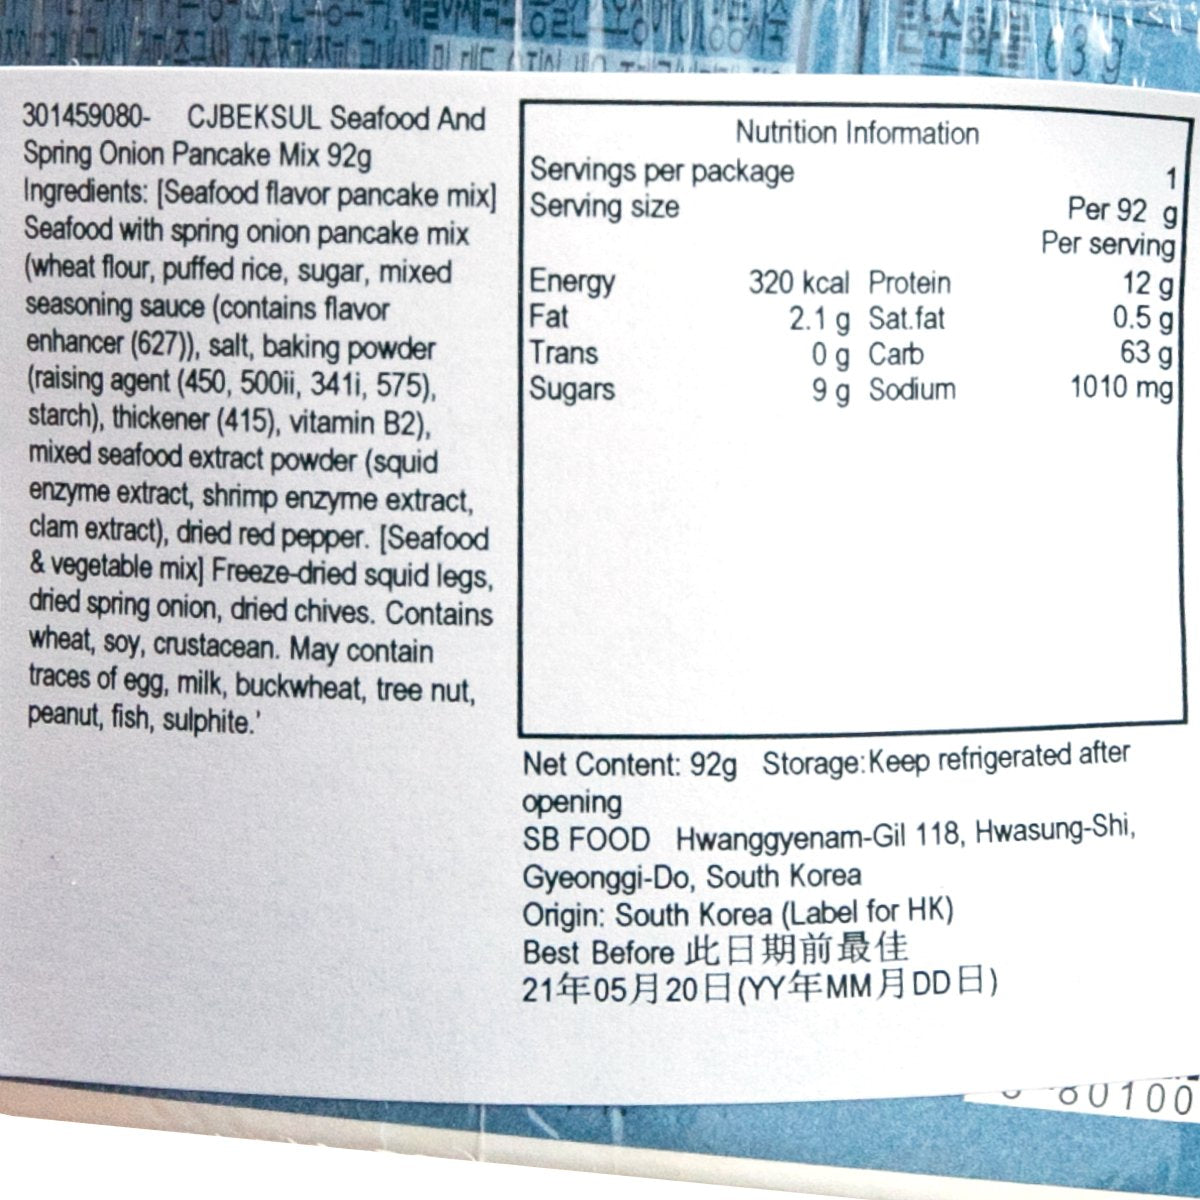 63 g
301459080- CJBEKSUL Seafood And
Spring Onion Pancake Mix 92g
Ingredients: [Seafood flavor pancake mix]
Seafood with spring onion pancake mix
(wheat flour, puffed rice, sugar, mixed
seasoning sauce (contains flavor
enhancer (627)), salt, baking powder
(raising agent (450, 500ii, 341i, 575),
starch), thickener (415), vitamin B2),
mixed seafood extract powder (squid
enzyme extract, shrimp enzyme extract,
clam extract), dried red pepper. [Seafood
& vegetable mix] Freeze-dried squid legs,
dried spring onion, dried chives. Contains
wheat, soy, crustacean. May contain
traces of egg, milk, buckwheat, tree nut,
peanut, fish, sulphite.'
Nutrition Information
Servings per package 1
Serving size Per 92 g
Per serving
Energy 320 kcal Protein 12 g
Fat 2.1 g Sat.fat 0.5 g
Trans 0 g Carb 63 g
Sugars 9 g Sodium 1010 mg
Net Content: 92g Storage:Keep refrigerated after
opening
SB FOOD Hwanggyenam-Gil 118, Hwasung-Shi,
Gyeonggi-Do, South Korea
Origin: South Korea (Label for HK)
Best Before 此日期前最佳
21年05月20日(YY年MM月DD日)
80100